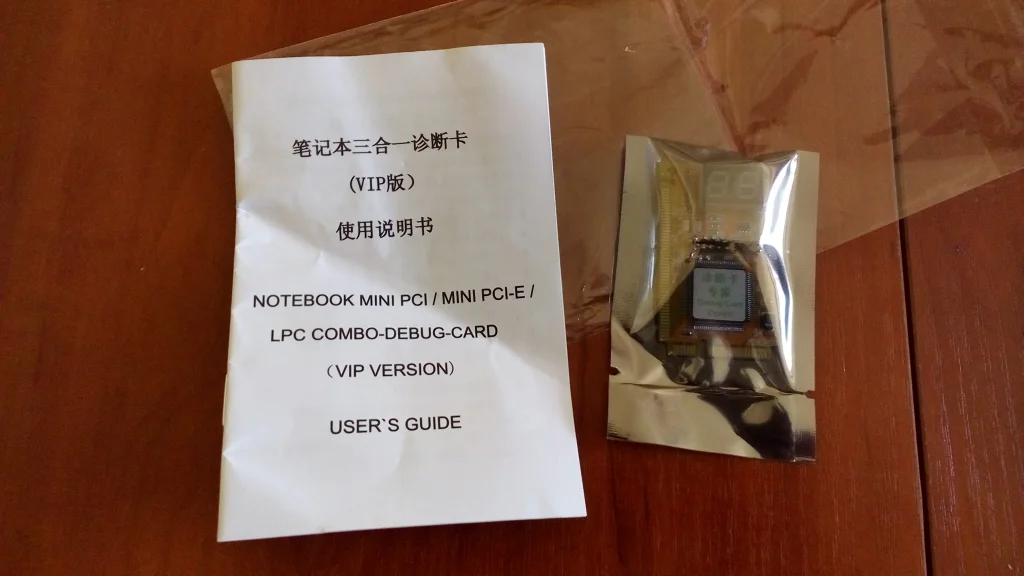 笔记本三合一诊断卡
(VIP版）
使用说明书
NOTEBOOK MINI PCI / MINI PCI-E /
LPC COMBO-DEBUG-CARD
（VIP VERSION）
USER`S GUIDE